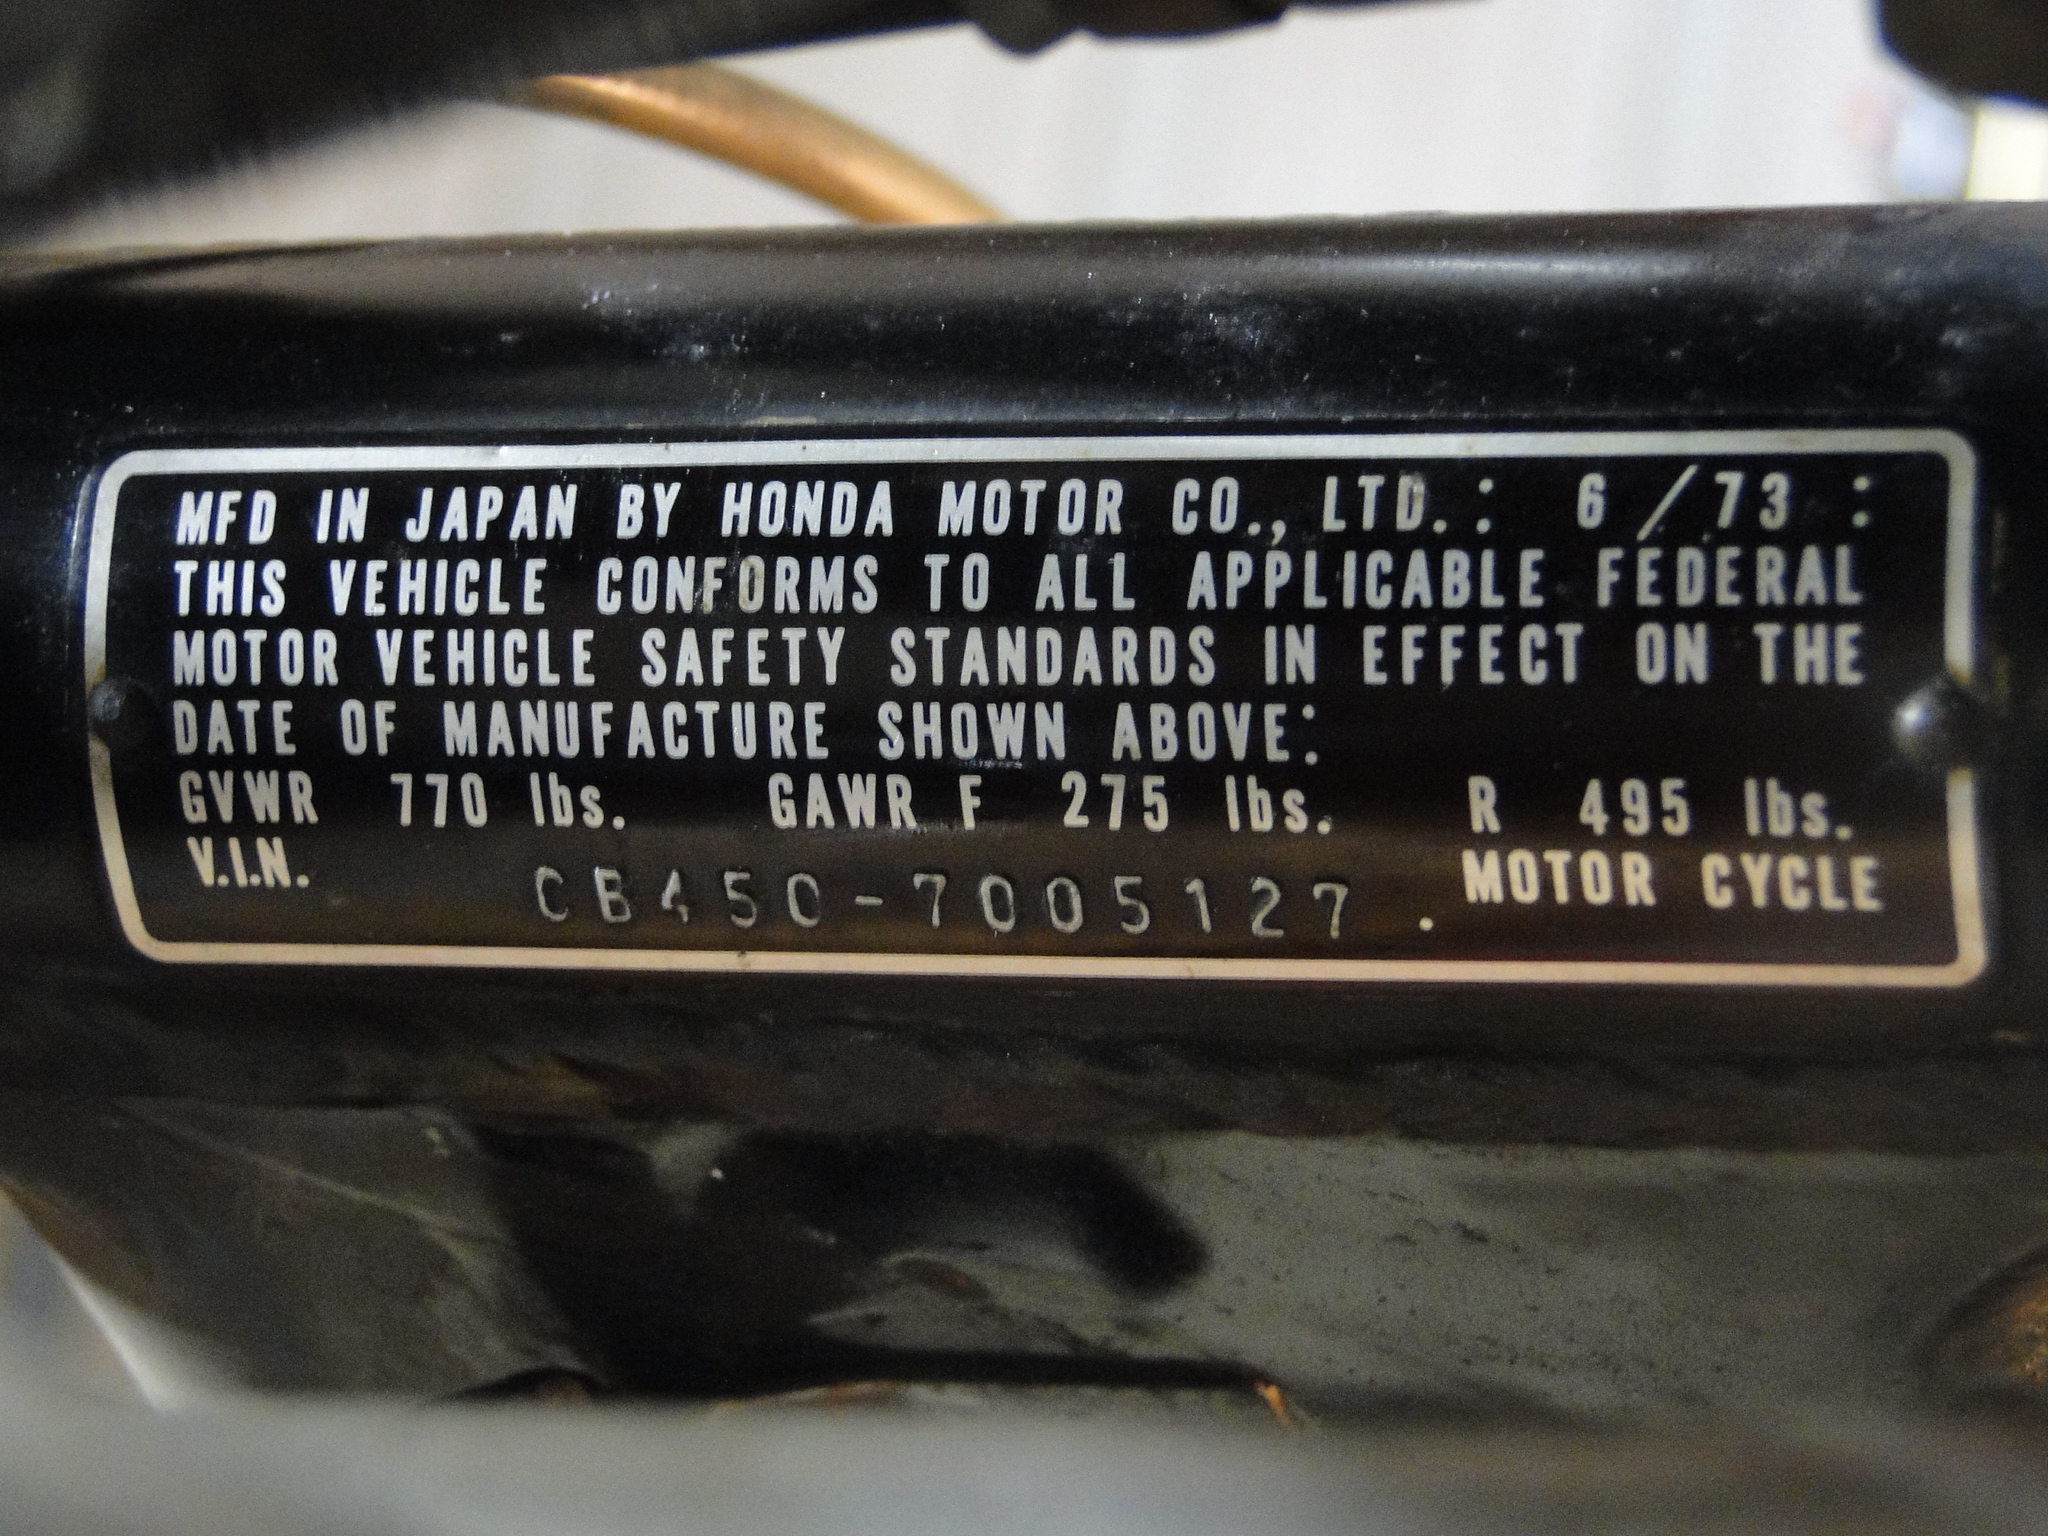 MFD IN JAPAN BY HONDA MOTOR CO., LTD. : 6 / 73 :
THIS VEHICLE CONFORMS TO ALL APPLICABLE FEDERAL
MOTOR VEHICLE SAFETY STANDARDS IN EFFECT ON THE
DATE OF MANUFACTURE SHOWN ABOVE:
GVWR 770 lbs. GAWR F 275 lbs. R 495 lbs.
V.I.N. CB450-7005127 . MOTOR CYCLE